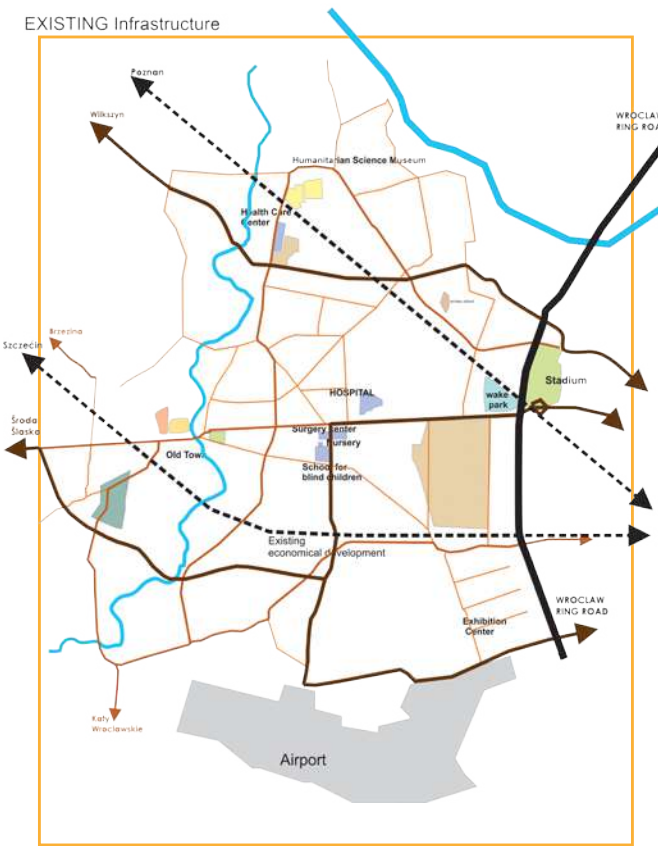 EXISTING Infrastructure
Poznan
Wilkszyn
WROCLAW
RING ROAD
Humanitarian Science Museum
Health Care
Center
Brzezina
Szczecin
Stadium
HOSPITAL
wake
park
Środa
Śląska
Surgery Center
Nursery
Old Town
School for
blind children
Existing
economical development
WROCLAW
RING ROAD
Exhibition
Center
Katy
Wroclawskie
Airport